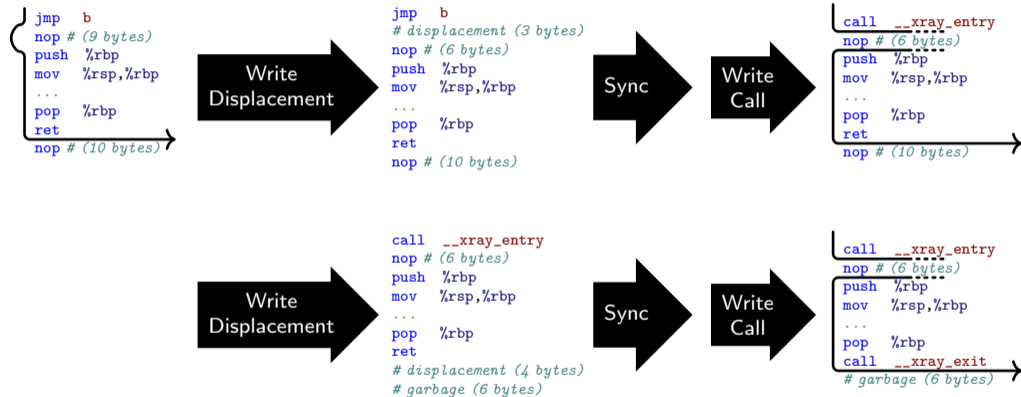 jmp b
nop # (9 bytes)
push %rbp
mov %rsp,%rbp
...
pop %rbp
ret
nop # (10 bytes)
Write
Displacement
jmp b
# displacement (3 bytes)
nop # (6 bytes)
push %rbp
mov %rsp,%rbp
...
pop %rbp
ret
nop # (10 bytes)
Sync
Write
Call
call __xray_entry
nop # (6 bytes)
push %rbp
mov %rsp,%rbp
...
pop %rbp
ret
nop # (10 bytes)
Write
Displacement
call __xray_entry
nop # (6 bytes)
push %rbp
mov %rsp,%rbp
...
pop %rbp
ret
# displacement (4 bytes)
# garbage (6 bytes)
Sync
Write
Call
call __xray_entry
nop # (6 bytes)
push %rbp
mov %rsp,%rbp
...
pop %rbp
call __xray_exit
# garbage (6 bytes)